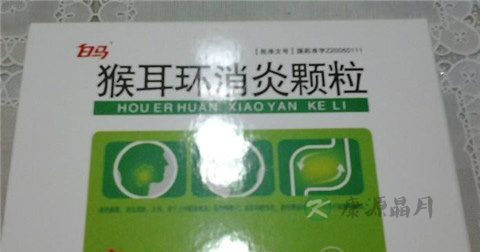 白马
【批准文号】国药准字Z20050111
猴耳环消炎颗粒
HOU ER HUAN XIAO YAN KE LI
康源晶月